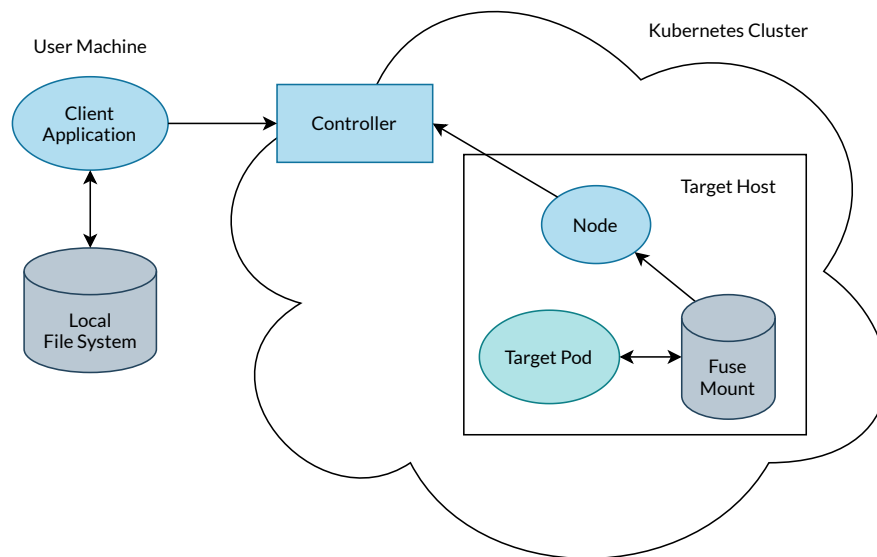 User Machine
Kubernetes Cluster
Client
Application
Controller
Target Host
Node
Local
File System
Target Pod
Fuse
Mount